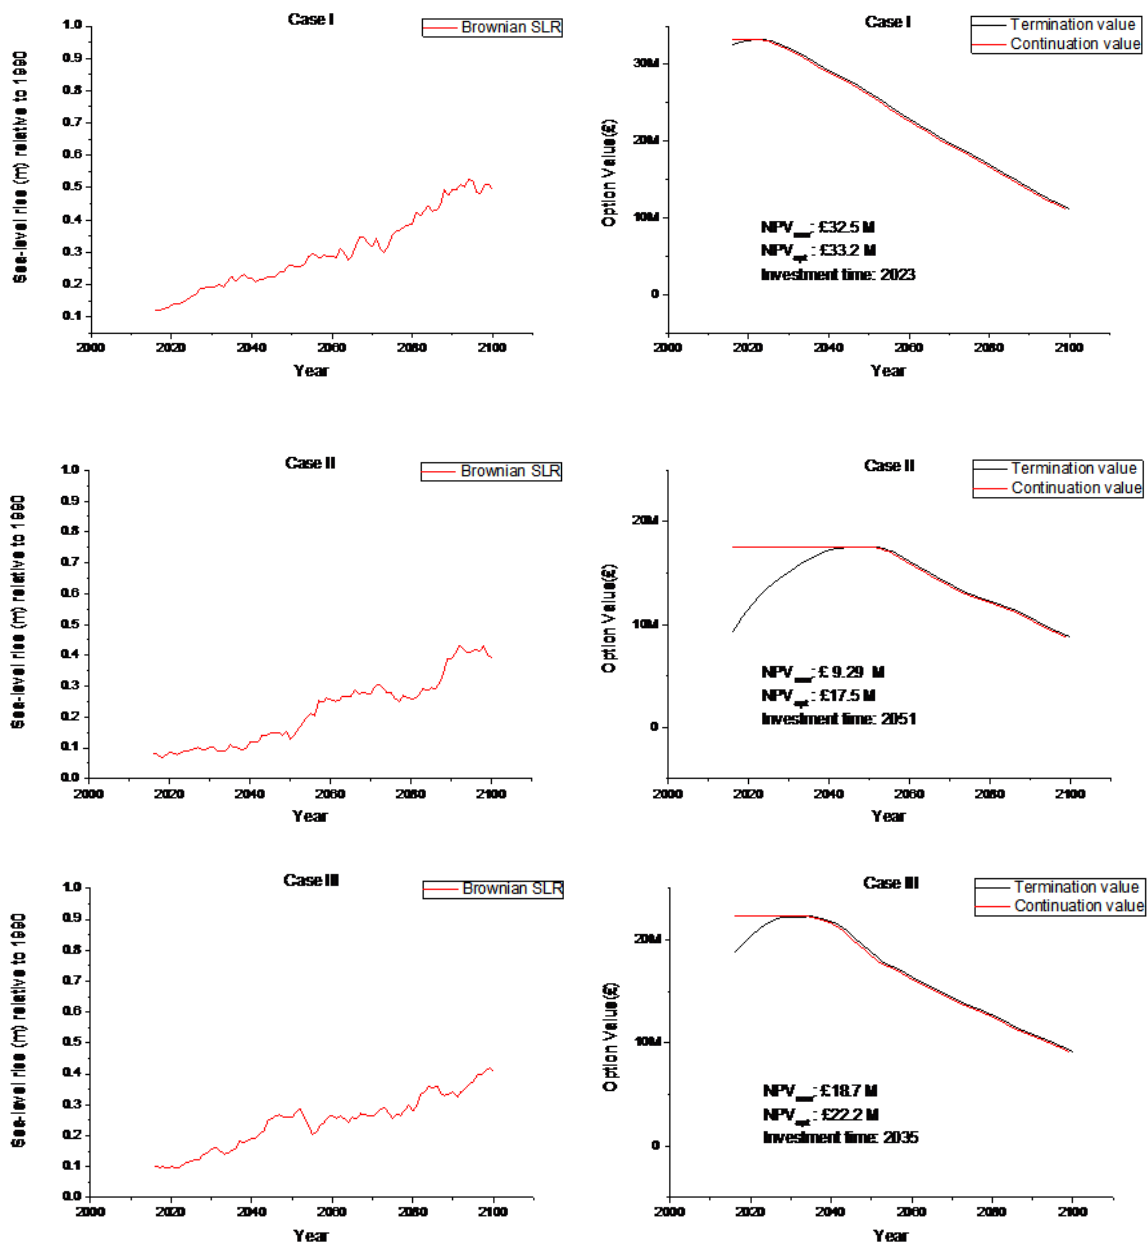 Case I
Brownian SLR
Sea-level rise (m) relative to 1990
1.0
0.9
0.8
0.7
0.6
0.5
0.4
0.3
0.2
0.1
2000 2020 2040 2060 2080 2100
Year
Case I
Termination value
Continuation value
Option Value(£)
30M
20M
10M
0
NPV : £32.5 M
NPVopt : £33.2 M
Investment time: 2023
2000 2020 2040 2060 2080 2100
Year
Case II
Brownian SLR
Sea-level rise (m) relative to 1990
1.0
0.9
0.8
0.7
0.6
0.5
0.4
0.3
0.2
0.1
0.0
2000 2020 2040 2060 2080 2100
Year
Case II
Termination value
Continuation value
Option Value(£)
20M
10M
0
NPV : £ 9.29 M
NPVopt : £17.5 M
Investment time: 2051
2000 2020 2040 2060 2080 2100
Year
Case III
Brownian SLR
Sea-level rise (m) relative to 1990
1.0
0.9
0.8
0.7
0.6
0.5
0.4
0.3
0.2
0.1
0.0
2000 2020 2040 2060 2080 2100
Year
Case III
Termination value
Continuation value
Option Value(£)
20M
10M
0
NPV : £18.7 M
NPVopt : £22.2 M
Investment time: 2035
2000 2020 2040 2060 2080 2100
Year